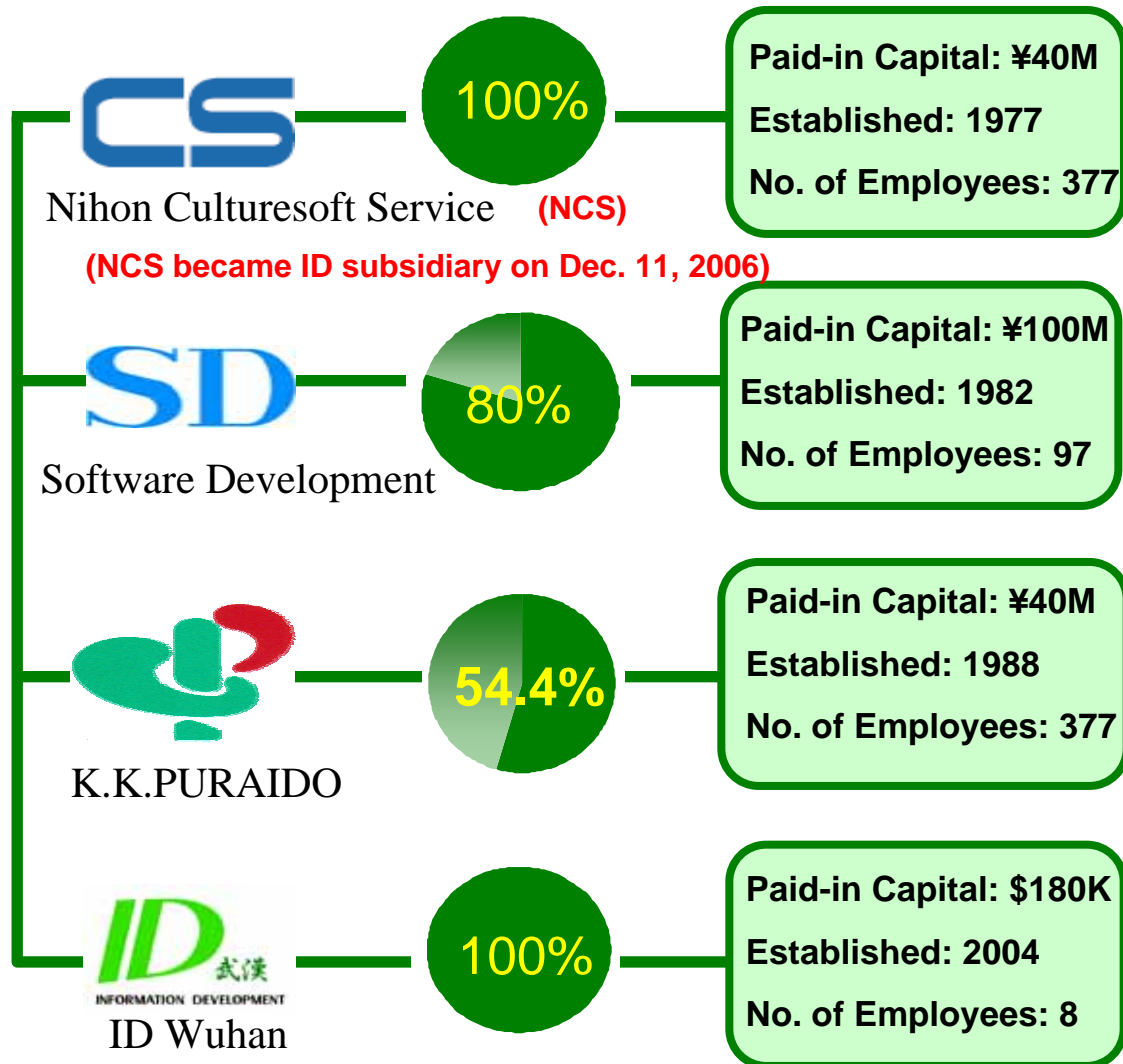 CS
100%
Paid-in Capital: ¥40M
Established: 1977
No. of Employees: 377
Nihon Culturesoft Service (NCS)
(NCS became ID subsidiary on Dec. 11, 2006)
SD
80%
Paid-in Capital: ¥100M
Established: 1982
No. of Employees: 97
Software Development
54.4%
Paid-in Capital: ¥40M
Established: 1988
No. of Employees: 377
K.K.PURAIDO
ID 武漢
INFORMATION DEVELOPMENT
100%
Paid-in Capital: $180K
Established: 2004
No. of Employees: 8
ID Wuhan